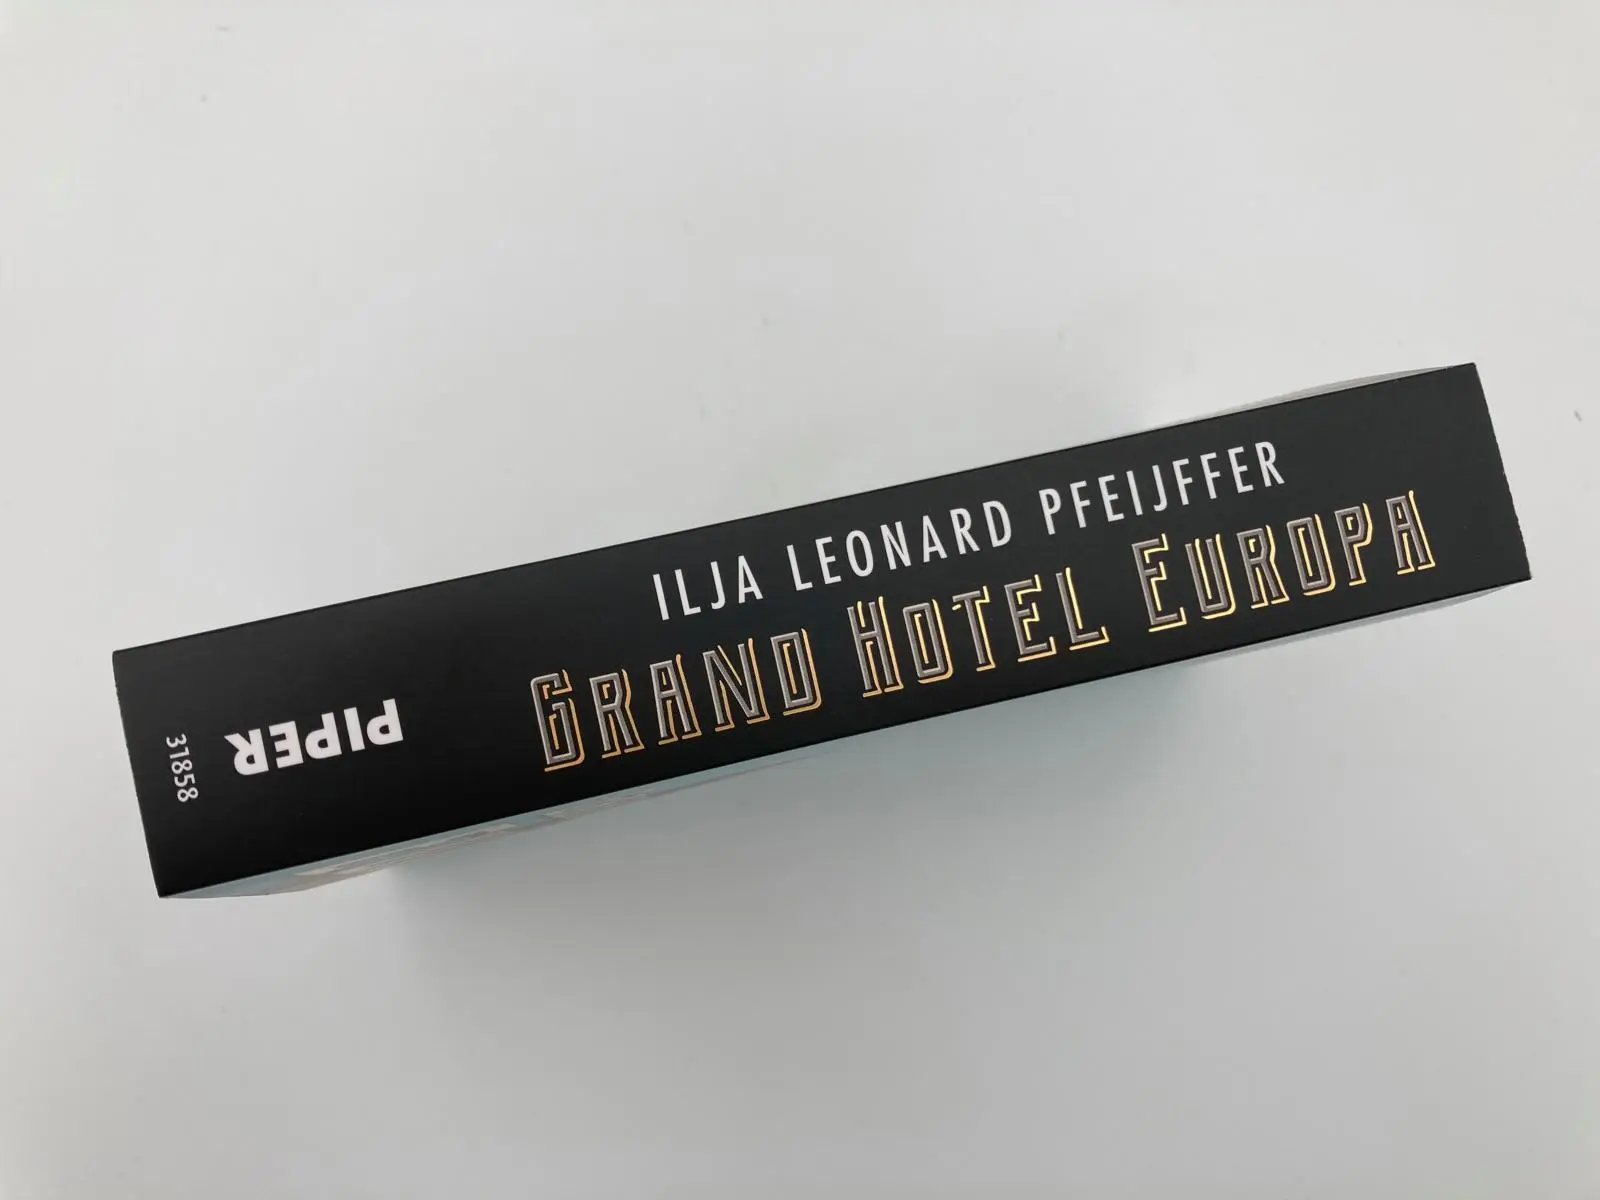 ILJA LEONARD PFEIJFFER
GRAND HOTEL EUROPA
PIPER
31858